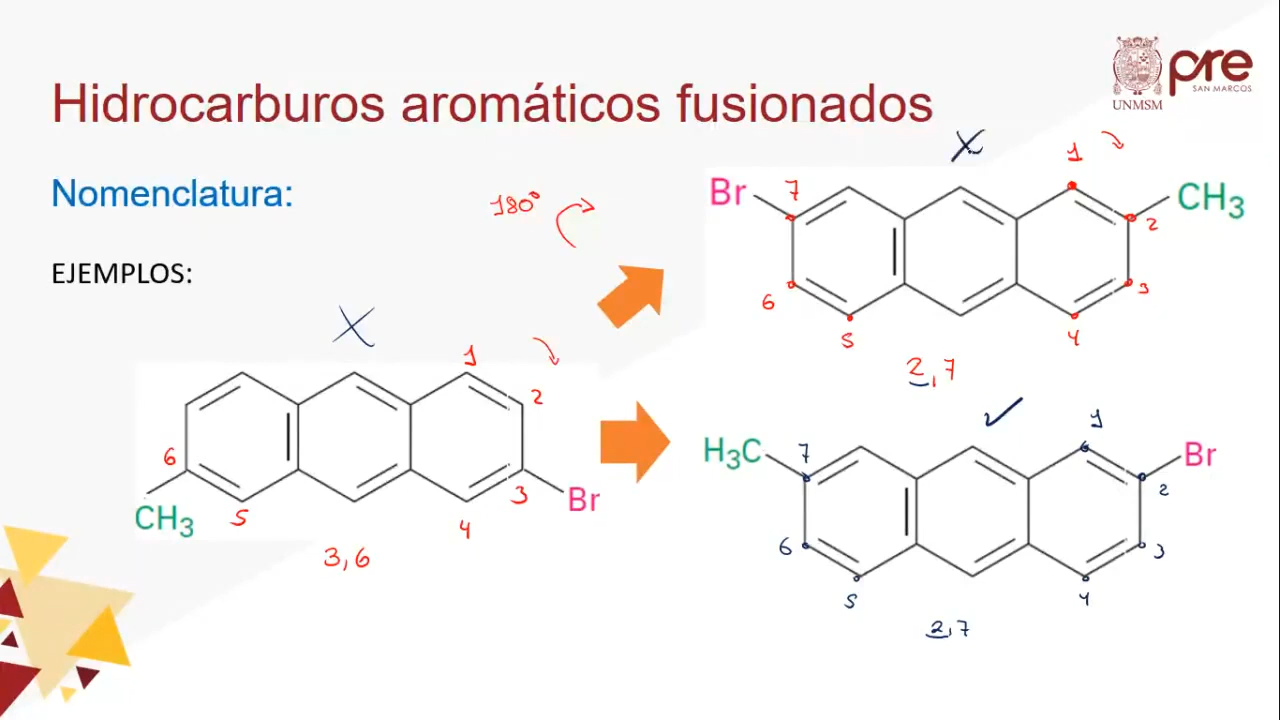 Hidrocarburos aromáticos fusionados
pre
SAN MARCOS
UNMSM
Nomenclatura:
180°
EJEMPLOS:
Br
7
1
CH3
2
6
3
5
4
2,7
1
2
6
3
Br
CH3
5
4
3,6
H3C
7
1
Br
2
6
3
5
4
2,7